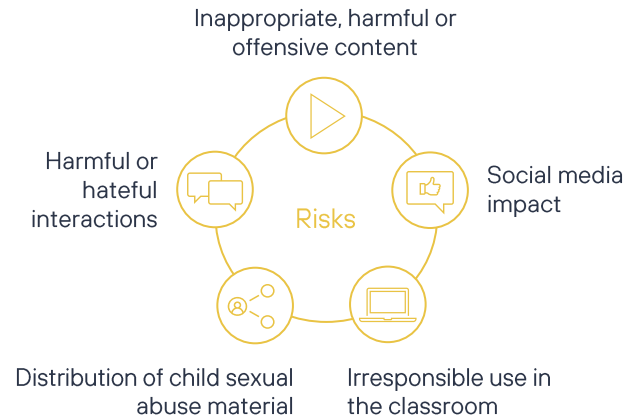 Inappropriate, harmful or
offensive content
Harmful or
hateful
interactions
Social media
impact
Risks
Distribution of child sexual
abuse material
Irresponsible use in
the classroom